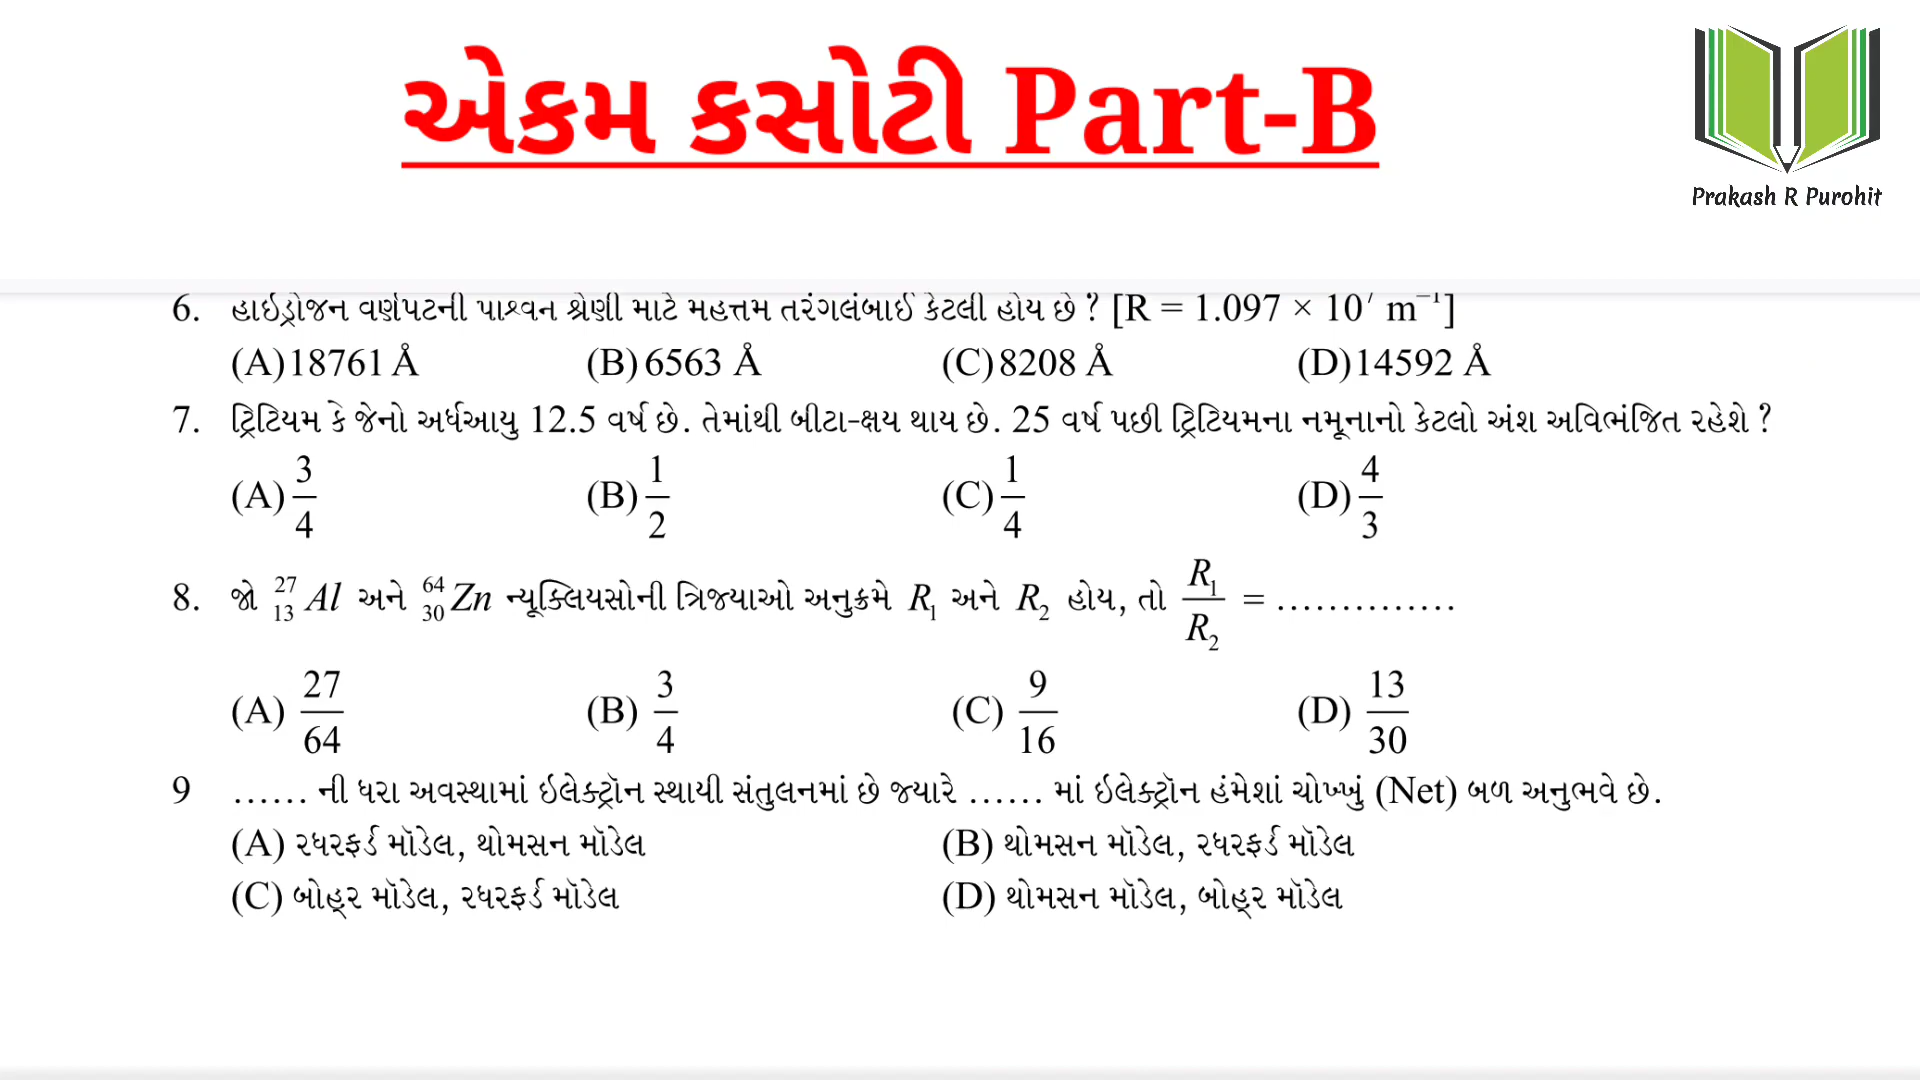 એકમ કસોટી Part-B
Prakash R Purohit
6. હાઈડ્રોજન વર્ણપટની પાશ્વન શ્રેણી માટે મહત્તમ તરંગલંબાઈ કેટલી હોય છે ? [R = 1.097 × 10⁷ m⁻¹]
(A) 18761 Å (B) 6563 Å (C) 8208 Å (D) 14592 Å
7. ટ્રિટિયમ કે જેનો અર્ધઆયુ 12.5 વર્ષ છે. તેમાંથી બીટા-ક્ષય થાય છે. 25 વર્ષ પછી ટ્રિટિયમના નમૂનાનો કેટલો અંશ અવિભંજિત રહેશે ?
(A) 3/4 (B) 1/2 (C) 1/4 (D) 4/3
8. જો ²⁷₁₃Al અને ⁶⁴₃₀Zn ન્યૂક્લિયસોની ત્રિજ્યાઓ અનુક્રમે R₁ અને R₂ હોય, તો R₁/R₂ = ..............
(A) 27/64 (B) 3/4 (C) 9/16 (D) 13/30
9 ...... ની ધરા અવસ્થામાં ઇલેક્ટ્રૉન સ્થાયી સંતુલનમાં છે જ્યારે ...... માં ઇલેક્ટ્રૉન હંમેશાં ચોખ્ખું (Net) બળ અનુભવે છે.
(A) રધરફર્ડ મૉડેલ, થોમસન મૉડેલ (B) થોમસન મૉડેલ, રધરફર્ડ મૉડેલ
(C) બોહ્‌ર મૉડેલ, રધરફર્ડ મૉડેલ (D) થોમસન મૉડેલ, બોહ્‌ર મૉડેલ